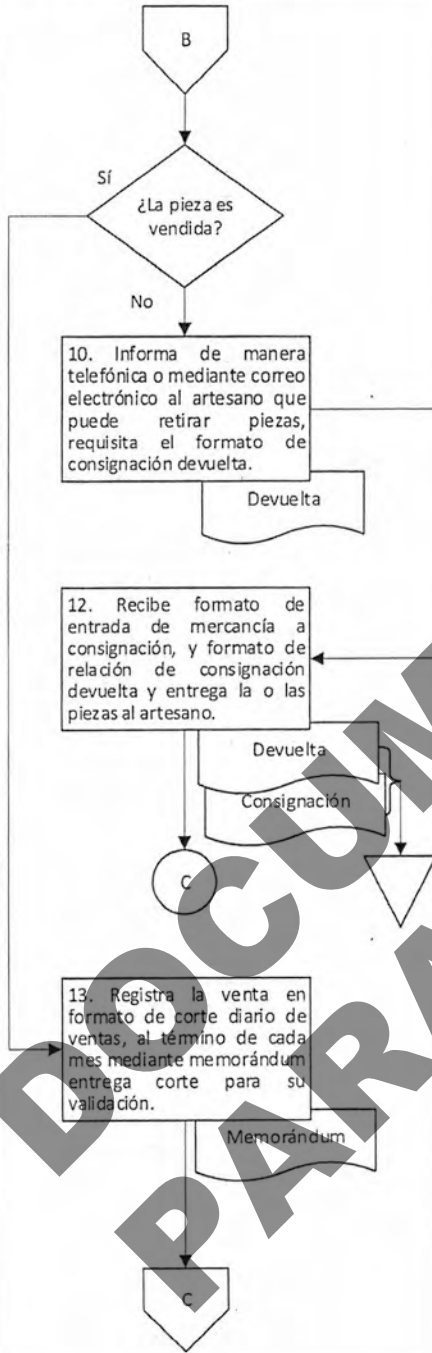 B
Sí
¿La pieza es
vendida?
No
10. Informa de manera
telefónica o mediante correo
electrónico al artesano que
puede retirar piezas,
requisita el formato de
consignación devuelta.
Devuelta
12. Recibe formato de
entrada de mercancía a
consignación, y formato de
relación de consignación
devuelta y entrega la o las
piezas al artesano.
Devuelta
Consignación
C
13. Registra la venta en
formato de corte diario de
ventas, al término de cada
mes mediante memorándum
entrega corte para su
validación.
Memorándum
C
DOCUM
PARA